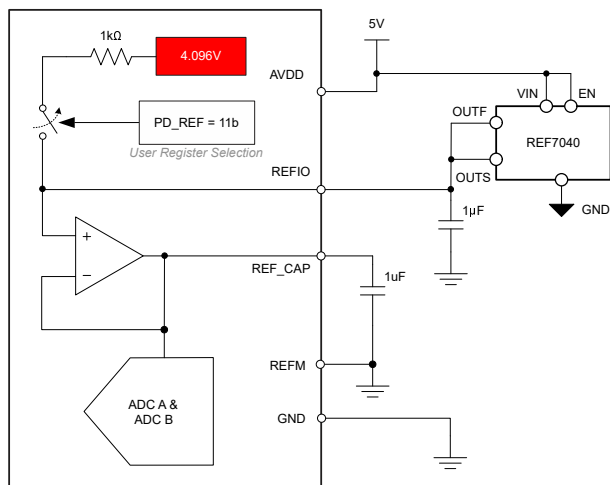 1kΩ
4.096V
5V
AVDD
VIN
EN
OUTF
REF7040
PD_REF = 11b
User Register Selection
REFIO
OUTS
GND
1µF
+
−
REF_CAP
1uF
REFM
ADC A &
ADC B
GND